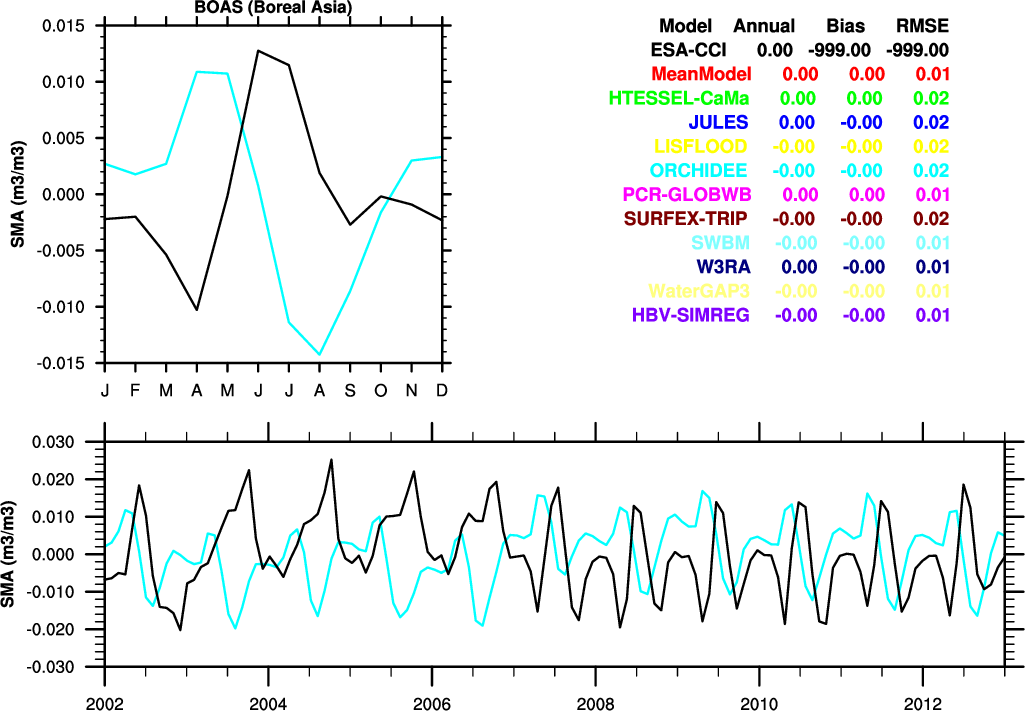 BOAS (Boreal Asia)
0.015
0.010
0.005
0.000
-0.005
-0.010
-0.015
SMA (m3/m3)
J F M A M J J A S O N D
Model Annual Bias RMSE
ESA-CCI 0.00 -999.00 -999.00
MeanModel 0.00 0.00 0.01
HTESSEL-CaMa 0.00 0.00 0.02
JULES 0.00 -0.00 0.02
LISFLOOD -0.00 -0.00 0.02
ORCHIDEE -0.00 -0.00 0.02
PCR-GLOBWB 0.00 0.00 0.01
SURFEX-TRIP -0.00 -0.00 0.02
SWBM -0.00 -0.00 0.01
W3RA 0.00 -0.00 0.01
WaterGAP3 -0.00 -0.00 0.01
HBV-SIMREG -0.00 -0.00 0.01
0.030
0.020
0.010
0.000
-0.010
-0.020
-0.030
SMA (m3/m3)
2002 2004 2006 2008 2010 2012